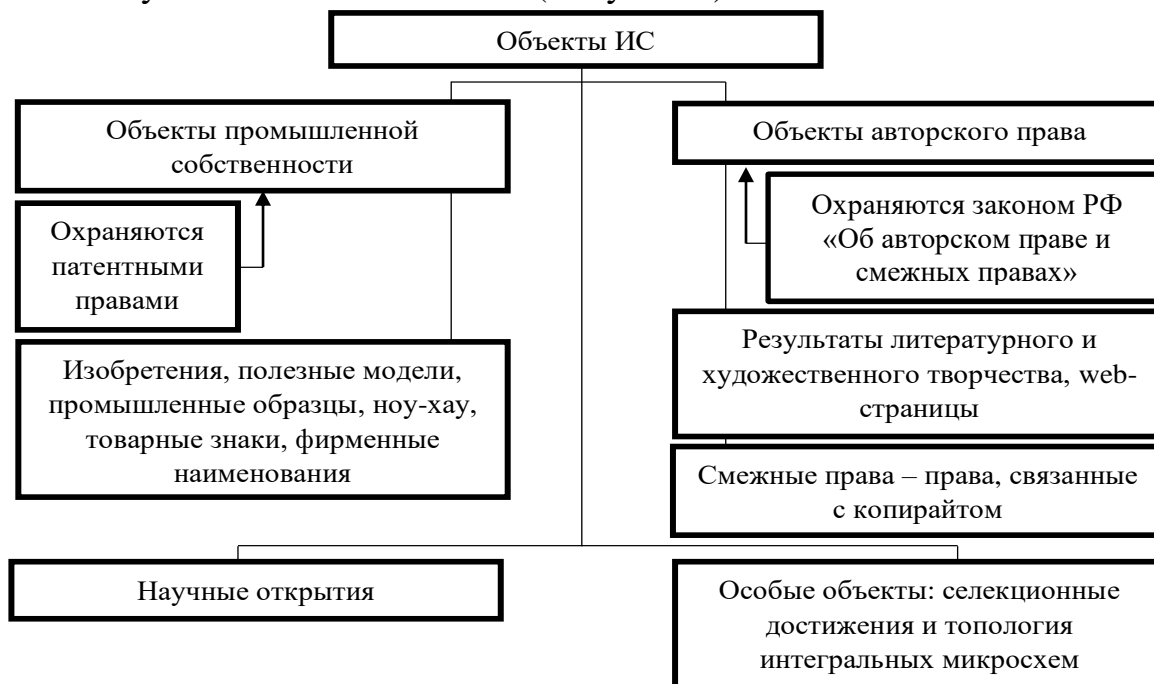 Объекты ИС
Объекты промышленной
собственности
Объекты авторского права
Охраняются
патентными
правами
Охраняются законом РФ
«Об авторском праве и
смежных правах»
Изобретения, полезные модели,
промышленные образцы, ноу-хау,
товарные знаки, фирменные
наименования
Результаты литературного и
художественного творчества, web-
страницы
Смежные права – права, связанные
с копирайтом
Научные открытия
Особые объекты: селекционные
достижения и топология
интегральных микросхем